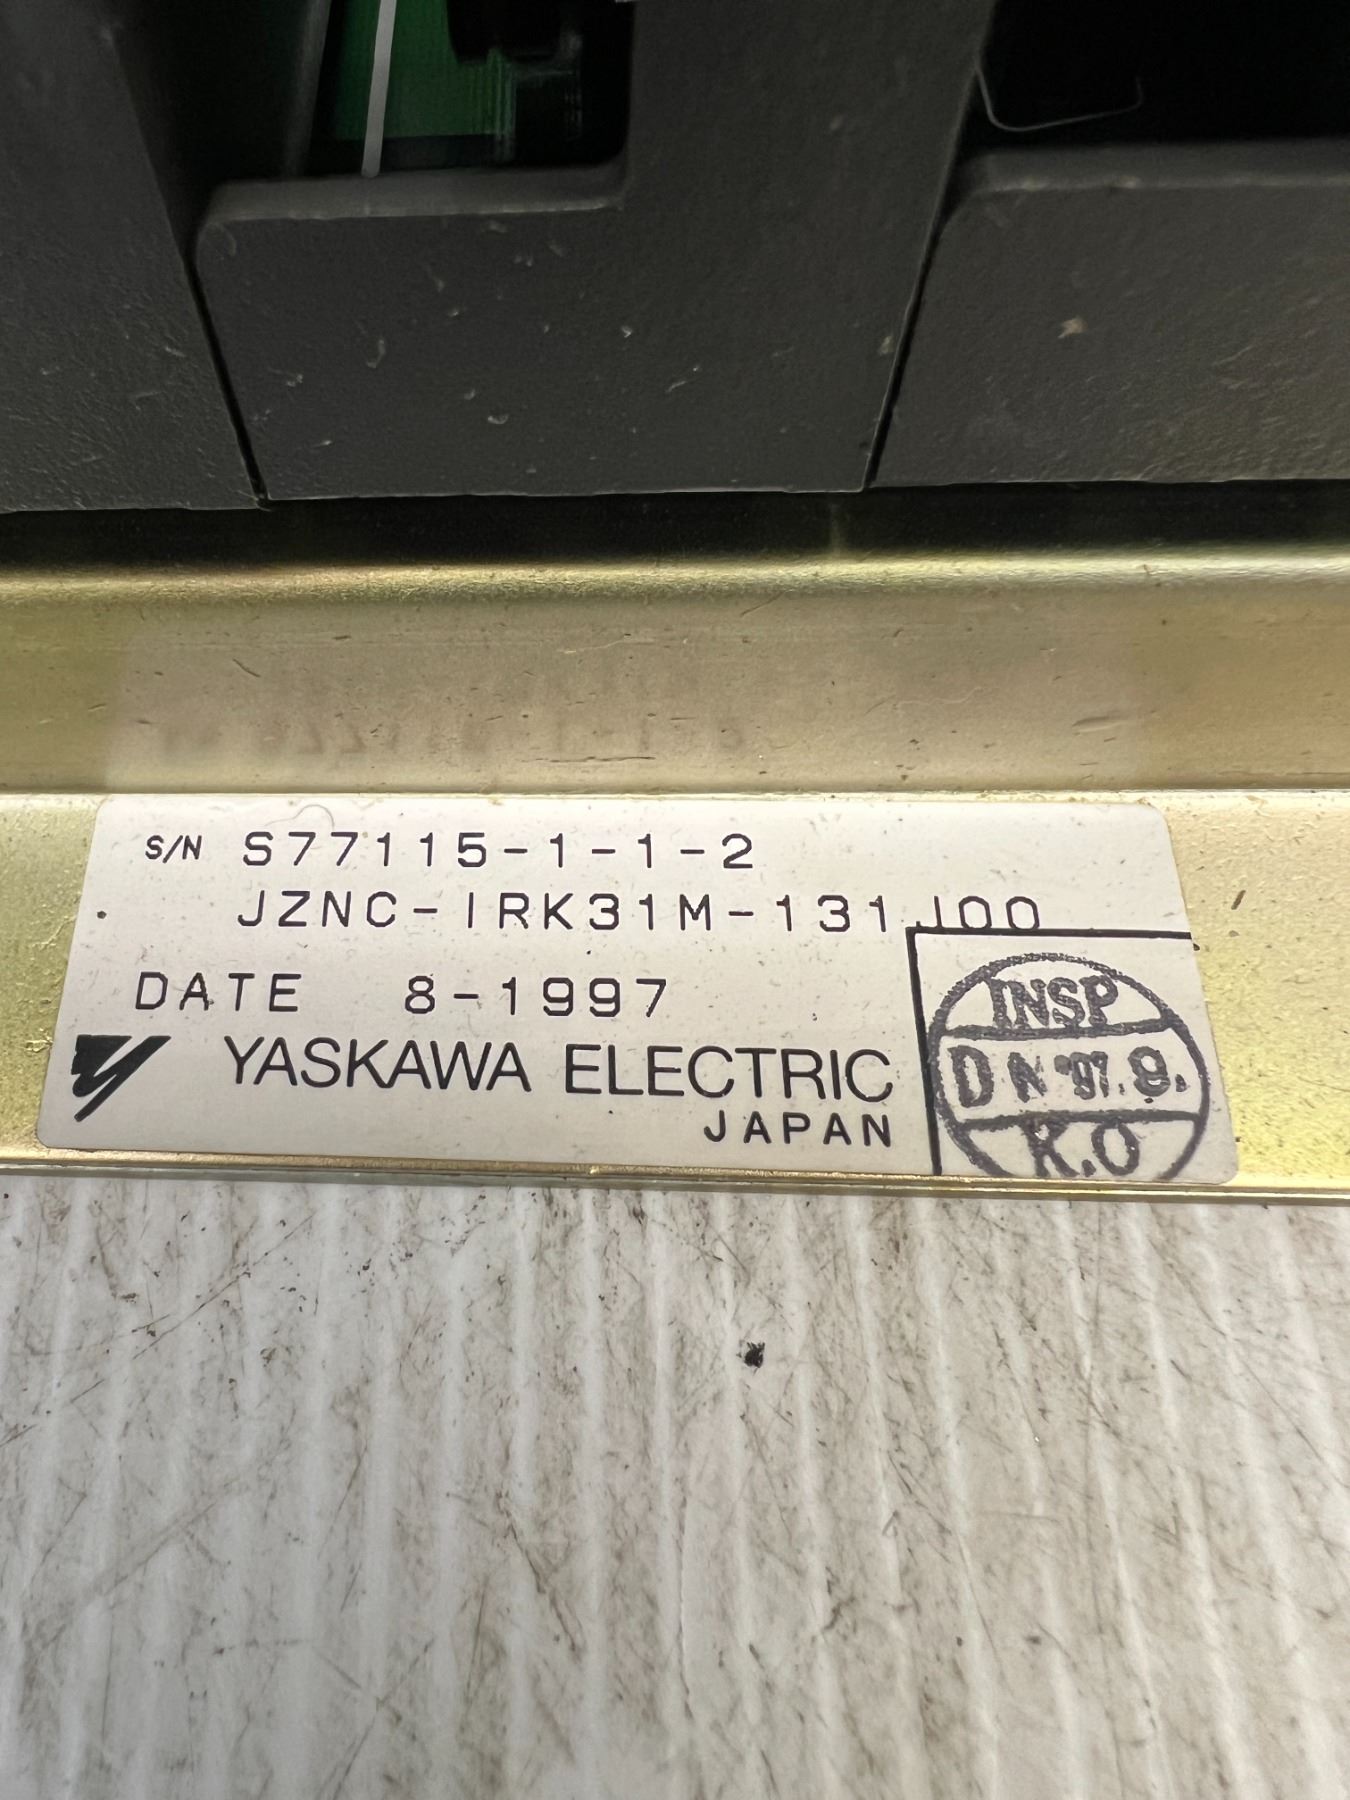 S/N S77115-1-1-2
JZNC-IRK31M-131J00
DATE 8-1997
YASKAWA ELECTRIC
JAPAN
INSP
'97.9.
K.O